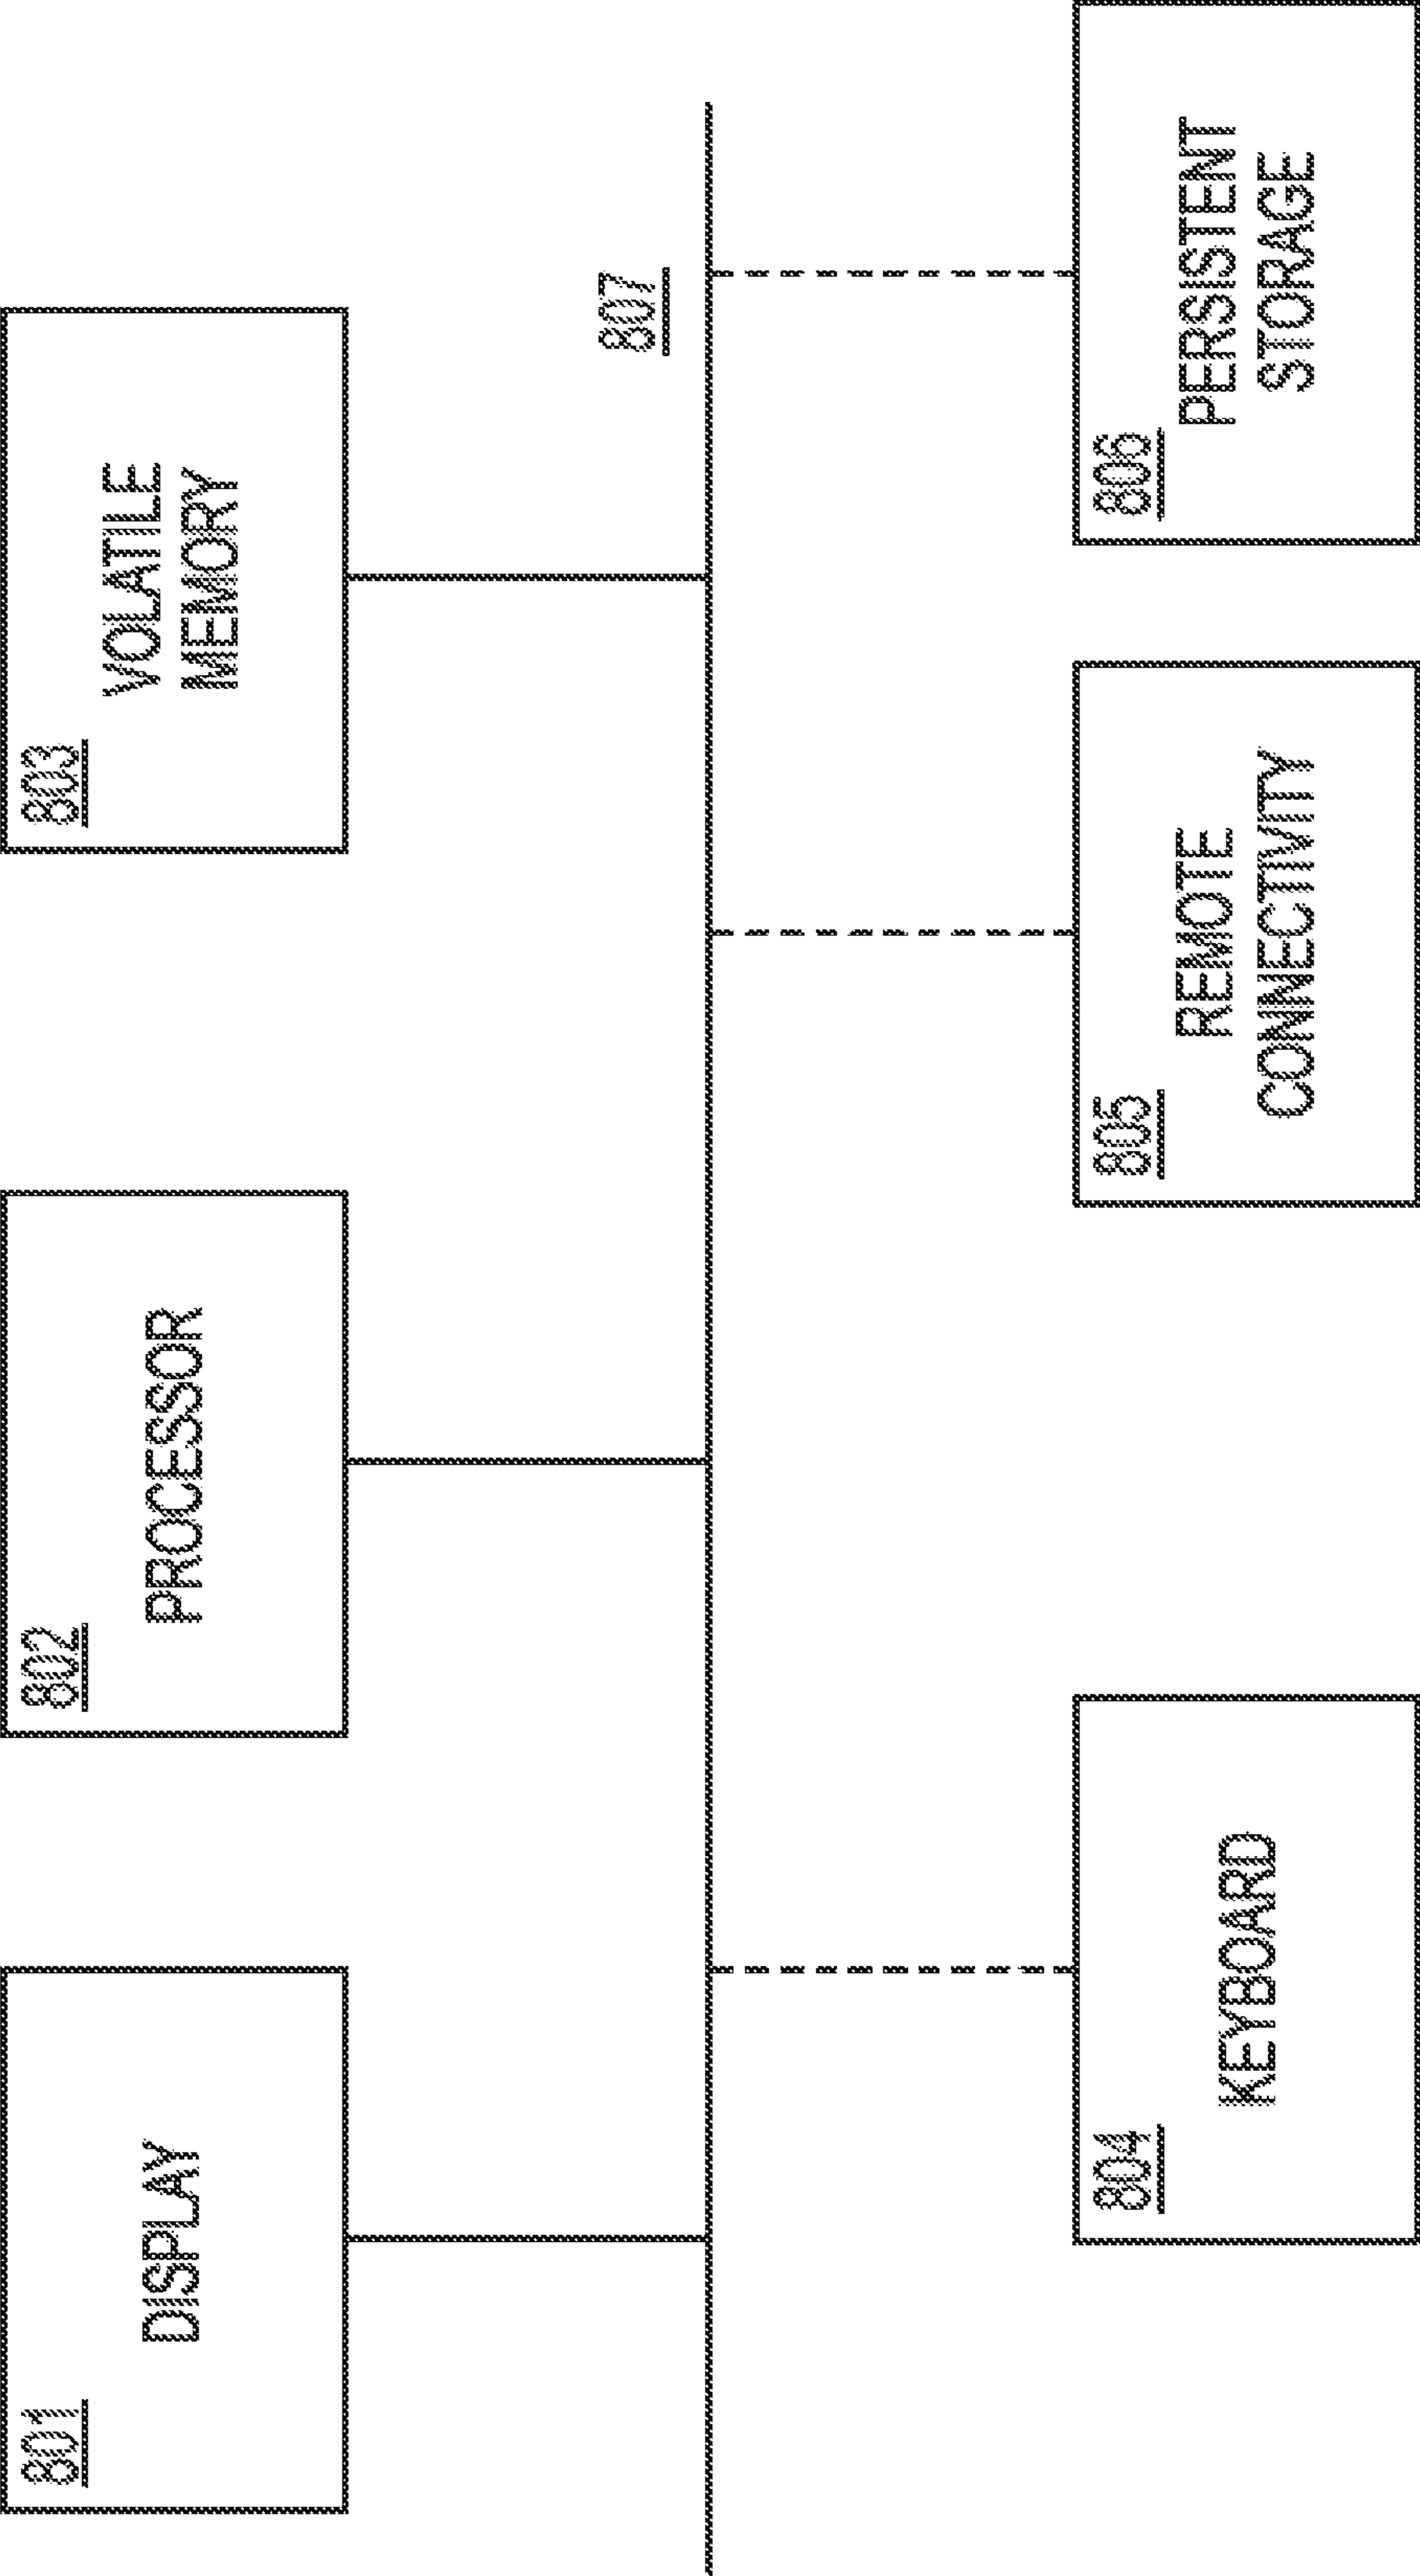 801
DISPLAY
802
PROCESSOR
803
VOLATILE
MEMORY
807
804
KEYBOARD
805
REMOTE
CONNECTIVITY
806
PERSISTENT
STORAGE